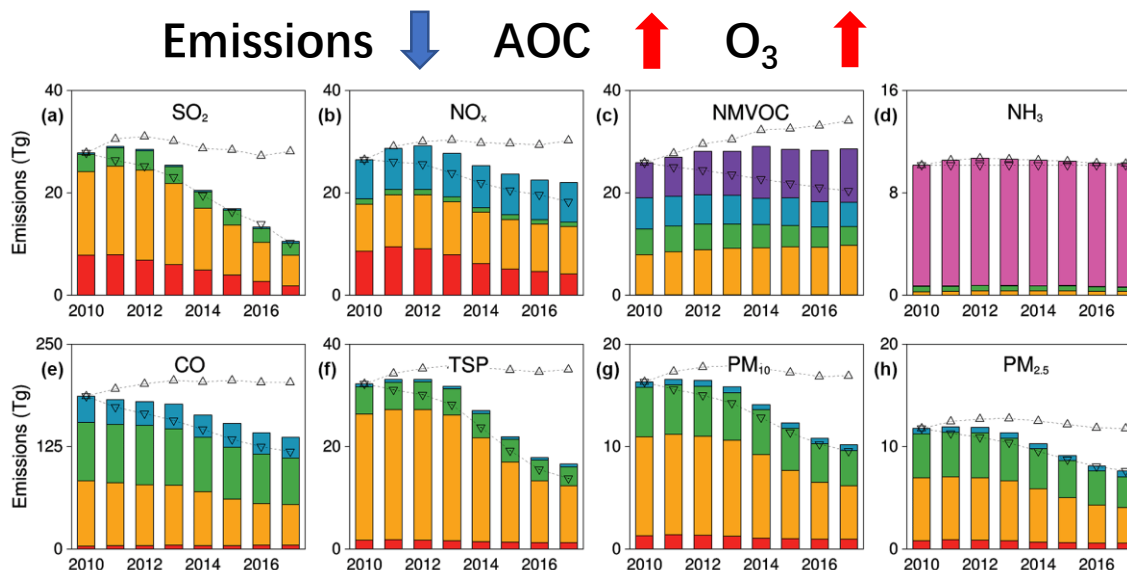 Emissions AOC O₃
(a) SO₂
40
20
0
Emissions (Tg)
2010 2012 2014 2016
(b) NOₓ
40
20
0
2010 2012 2014 2016
(c) NMVOC
40
20
0
2010 2012 2014 2016
(d) NH₃
16
8
0
2010 2012 2014 2016
(e) CO
250
125
0
Emissions (Tg)
2010 2012 2014 2016
(f) TSP
40
20
0
2010 2012 2014 2016
(g) PM₁₀
20
10
0
2010 2012 2014 2016
(h) PM₂.₅
20
10
0
2010 2012 2014 2016